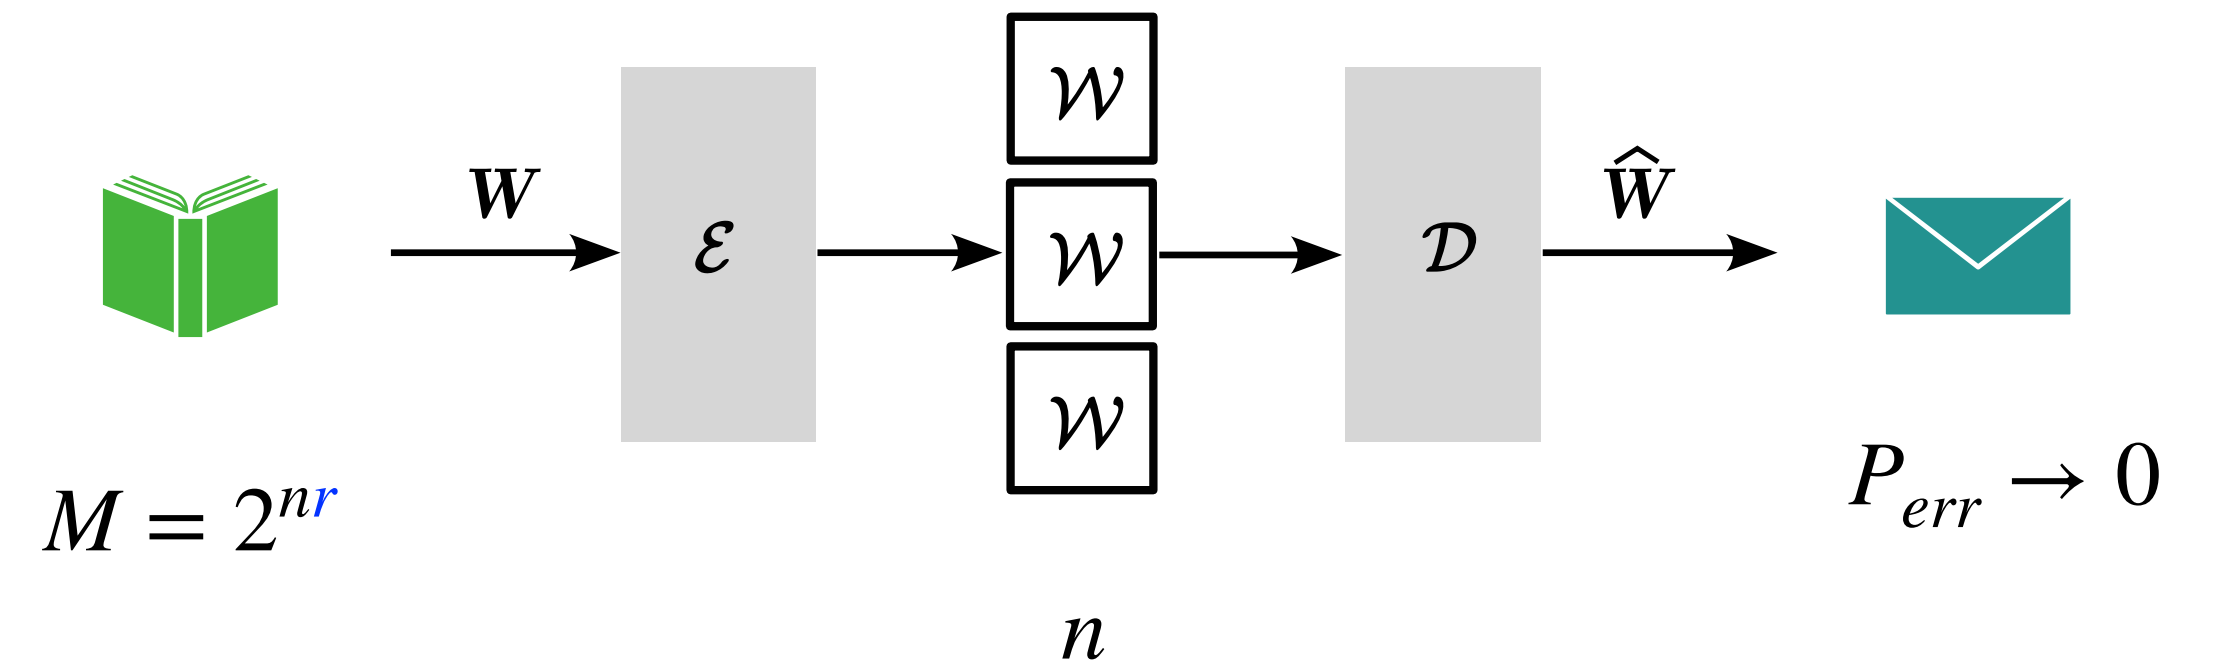 𝒲
W
Ŵ
ℰ
𝒲
𝒟
𝒲
M = 2^{nr}
P_{err} → 0
n